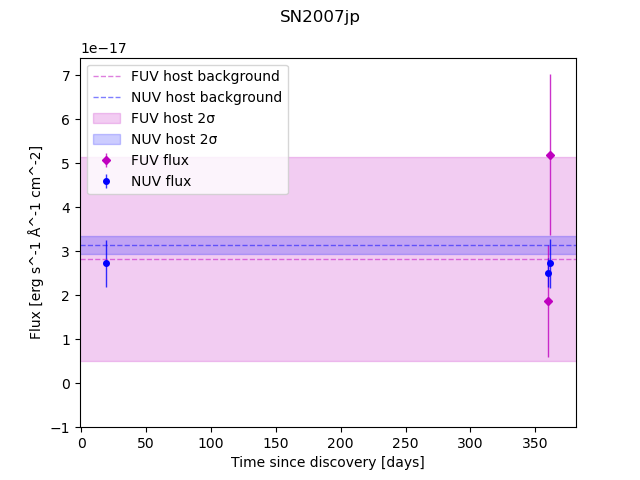 SN2007jp
1e−17
FUV host background
NUV host background
FUV host 2σ
NUV host 2σ
FUV flux
NUV flux
7
6
5
4
3
2
1
0
−1
Flux [erg s^-1 Å^-1 cm^-2]
0 50 100 150 200 250 300 350
Time since discovery [days]